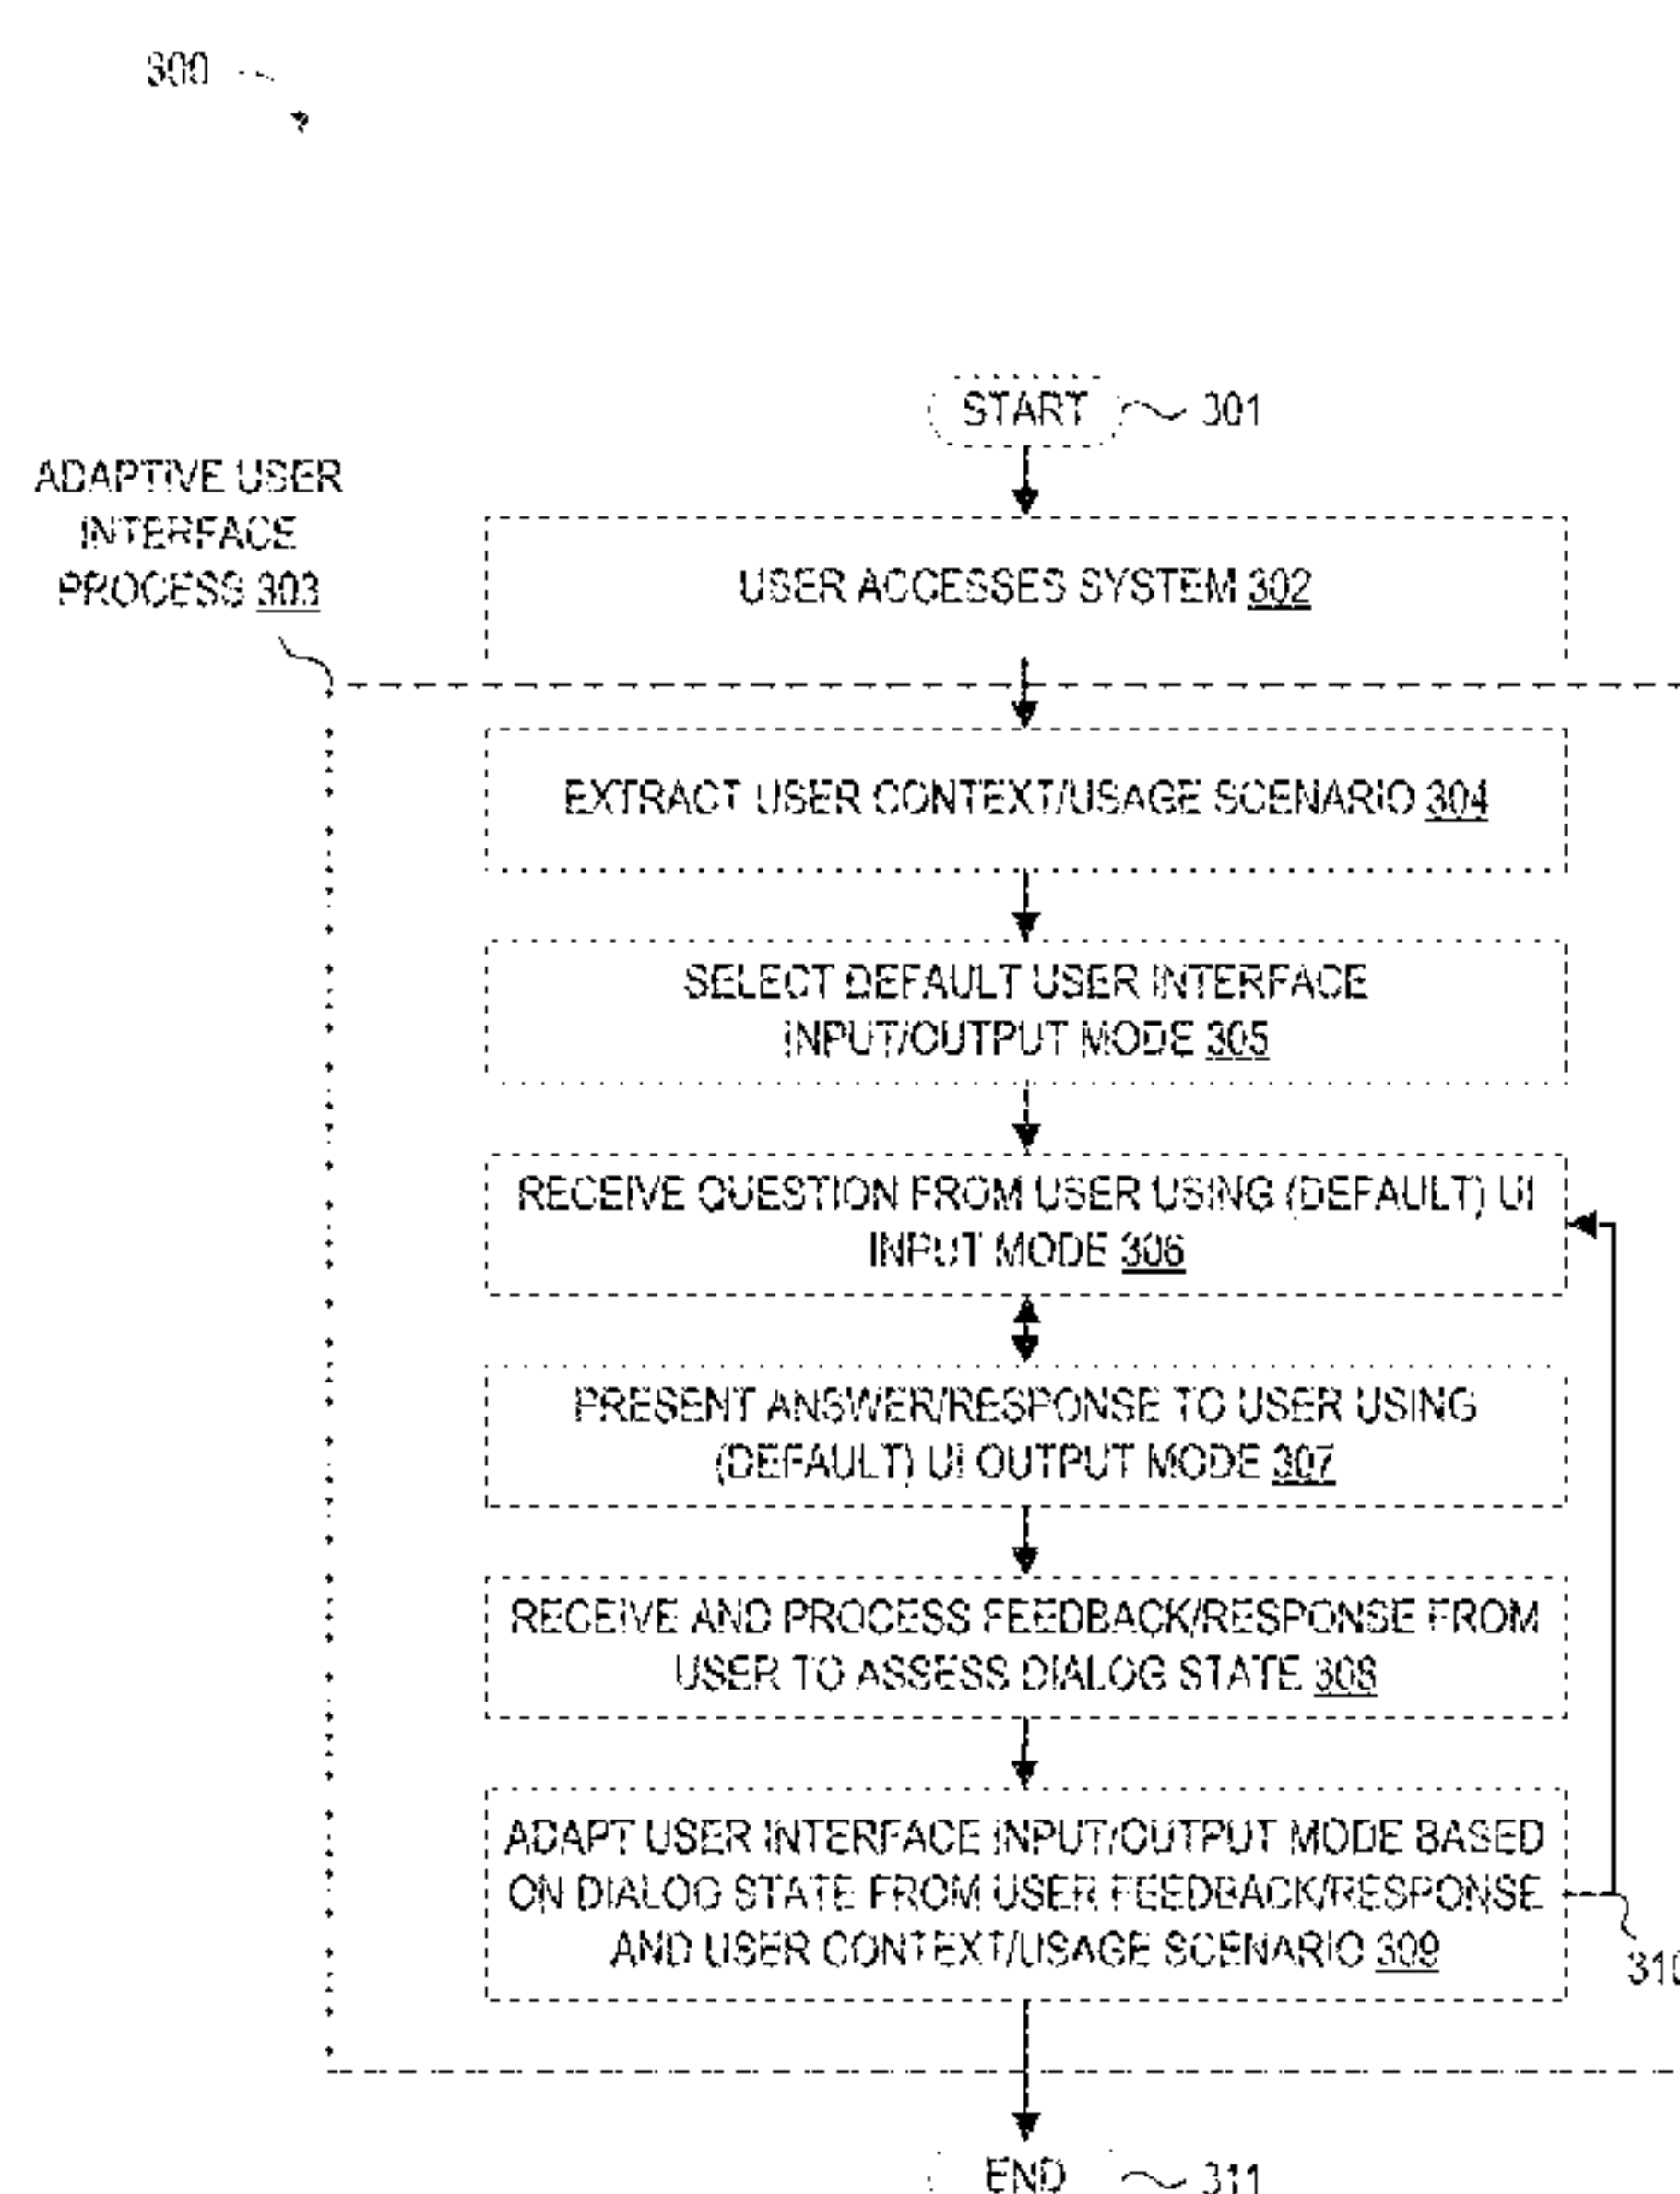 300
START 301
ADAPTIVE USER
INTERFACE
PROCESS 303
USER ACCESSES SYSTEM 302
EXTRACT USER CONTEXT/USAGE SCENARIO 304
SELECT DEFAULT USER INTERFACE
INPUT/OUTPUT MODE 305
RECEIVE QUESTION FROM USER USING (DEFAULT) UI
INPUT MODE 306
PRESENT ANSWER/RESPONSE TO USER USING
(DEFAULT) UI OUTPUT MODE 307
RECEIVE AND PROCESS FEEDBACK/RESPONSE FROM
USER TO ASSESS DIALOG STATE 308
ADAPT USER INTERFACE INPUT/OUTPUT MODE BASED
ON DIALOG STATE FROM USER FEEDBACK/RESPONSE
AND USER CONTEXT/USAGE SCENARIO 309
310
END 311